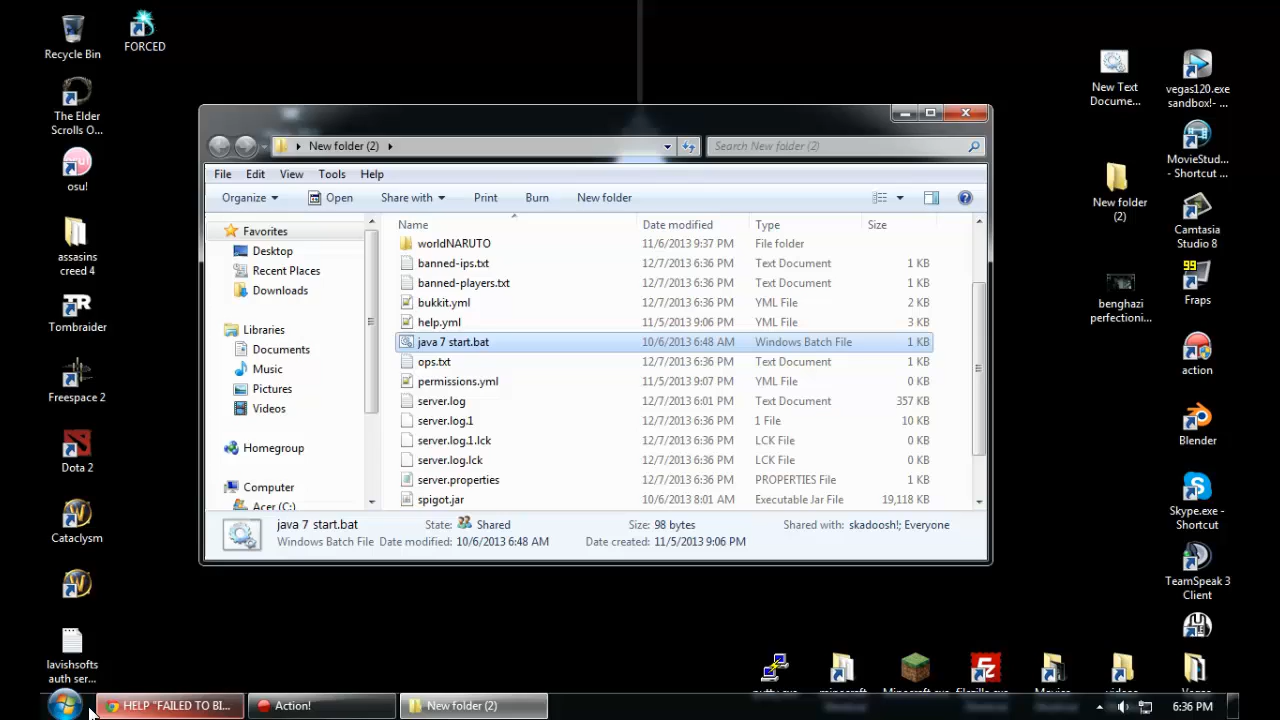 Recycle Bin
FORCED
The Elder
Scrolls O...
osu!
assasins
creed 4
Tombraider
Freespace 2
Dota 2
Cataclysm
lavishsofts
auth ser...
New folder (2)
Search New folder (2)
File Edit View Tools Help
Organize Open Share with Print Burn New folder
Favorites
Desktop
Recent Places
Downloads
Libraries
Documents
Music
Pictures
Videos
Homegroup
Computer
Acer (C:)
Name Date modified Type Size
worldNARUTO 11/6/2013 9:37 PM File folder
banned-ips.txt 12/7/2013 6:36 PM Text Document 1 KB
banned-players.txt 12/7/2013 6:36 PM Text Document 1 KB
bukkit.yml 12/7/2013 6:36 PM YML File 2 KB
help.yml 11/5/2013 9:06 PM YML File 3 KB
java 7 start.bat 10/6/2013 6:48 AM Windows Batch File 1 KB
ops.txt 12/7/2013 6:36 PM Text Document 1 KB
permissions.yml 11/5/2013 9:07 PM YML File 0 KB
server.log 12/7/2013 6:01 PM Text Document 357 KB
server.log.1 12/7/2013 6:36 PM 1 File 10 KB
server.log.1.lck 12/7/2013 6:36 PM LCK File 0 KB
server.log.lck 12/7/2013 6:36 PM LCK File 0 KB
server.properties 12/7/2013 6:36 PM PROPERTIES File 1 KB
spigot.jar 10/6/2013 8:01 AM Executable Jar File 19,118 KB
java 7 start.bat State: Shared Size: 98 bytes Shared with: skadoosh!; Everyone
Windows Batch File Date modified: 10/6/2013 6:48 AM Date created: 11/5/2013 9:06 PM
New Text
Docume...
vegas120.exe
sandbox!- ...
MovieStud...
- Shortcut
New folder
(2)
Camtasia
Studio 8
99
Fraps
benghazi
perfectioni...
action
Blender
Skype.exe -
Shortcut
TeamSpeak 3
Client
putty.exe
minecraft
Minecraft.exe
filezilla.exe
Movies
videos
Vegas
HELP "FAILED TO BI...
Action!
New folder (2)
6:36 PM